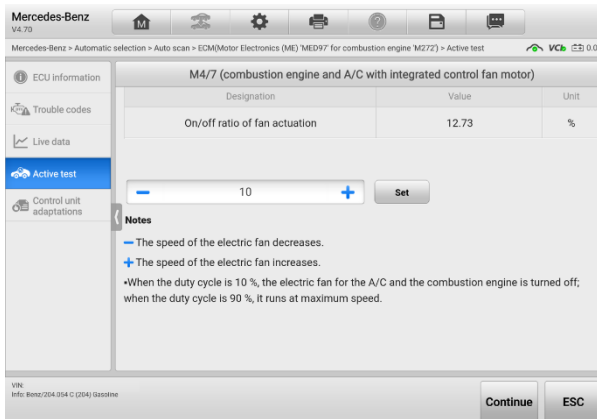 Mercedes-Benz
V4.70
M
Mercedes-Benz > Automatic selection > Auto scan > ECM(Motor Electronics (ME) 'MED97' for combustion engine 'M272') > Active test
VCI 0.0
ECU information
Trouble codes
Live data
Active test
Control unit
adaptations
M4/7 (combustion engine and A/C with integrated control fan motor)
Designation Value Unit
On/off ratio of fan actuation 12.73 %
− 10 + Set
Notes
− The speed of the electric fan decreases.
+ The speed of the electric fan increases.
•When the duty cycle is 10 %, the electric fan for the A/C and the combustion engine is turned off;
when the duty cycle is 90 %, it runs at maximum speed.
VIN:
Info: Benz/204.054 C (204) Gasoline
Continue ESC